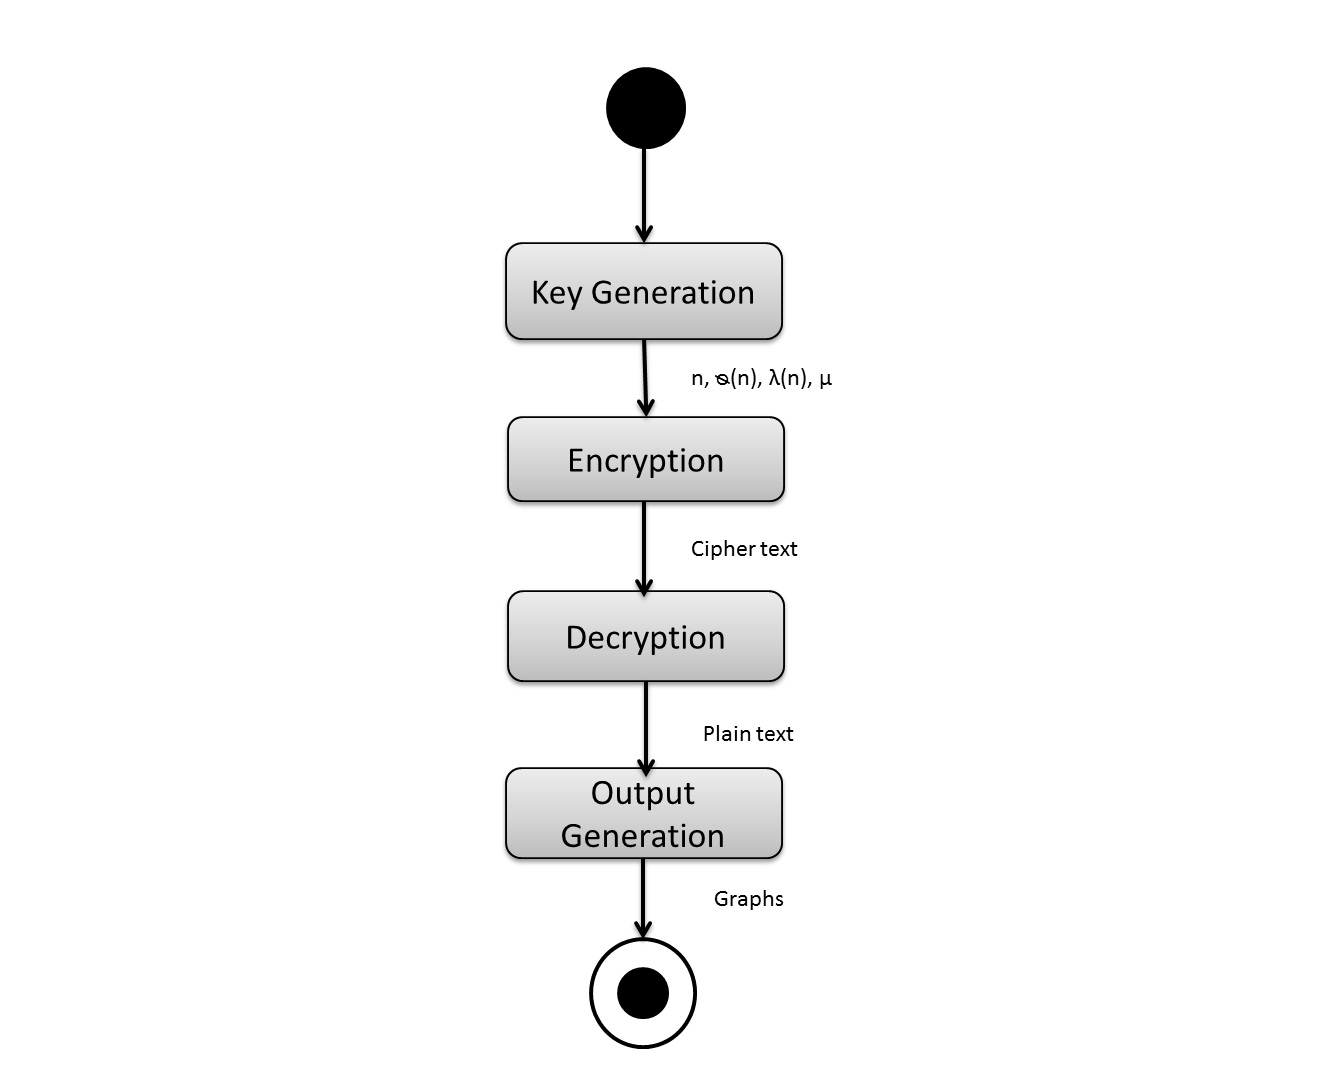 Key Generation
n, ⱷ(n), λ(n), μ
Encryption
Cipher text
Decryption
Plain text
Output
Generation
Graphs